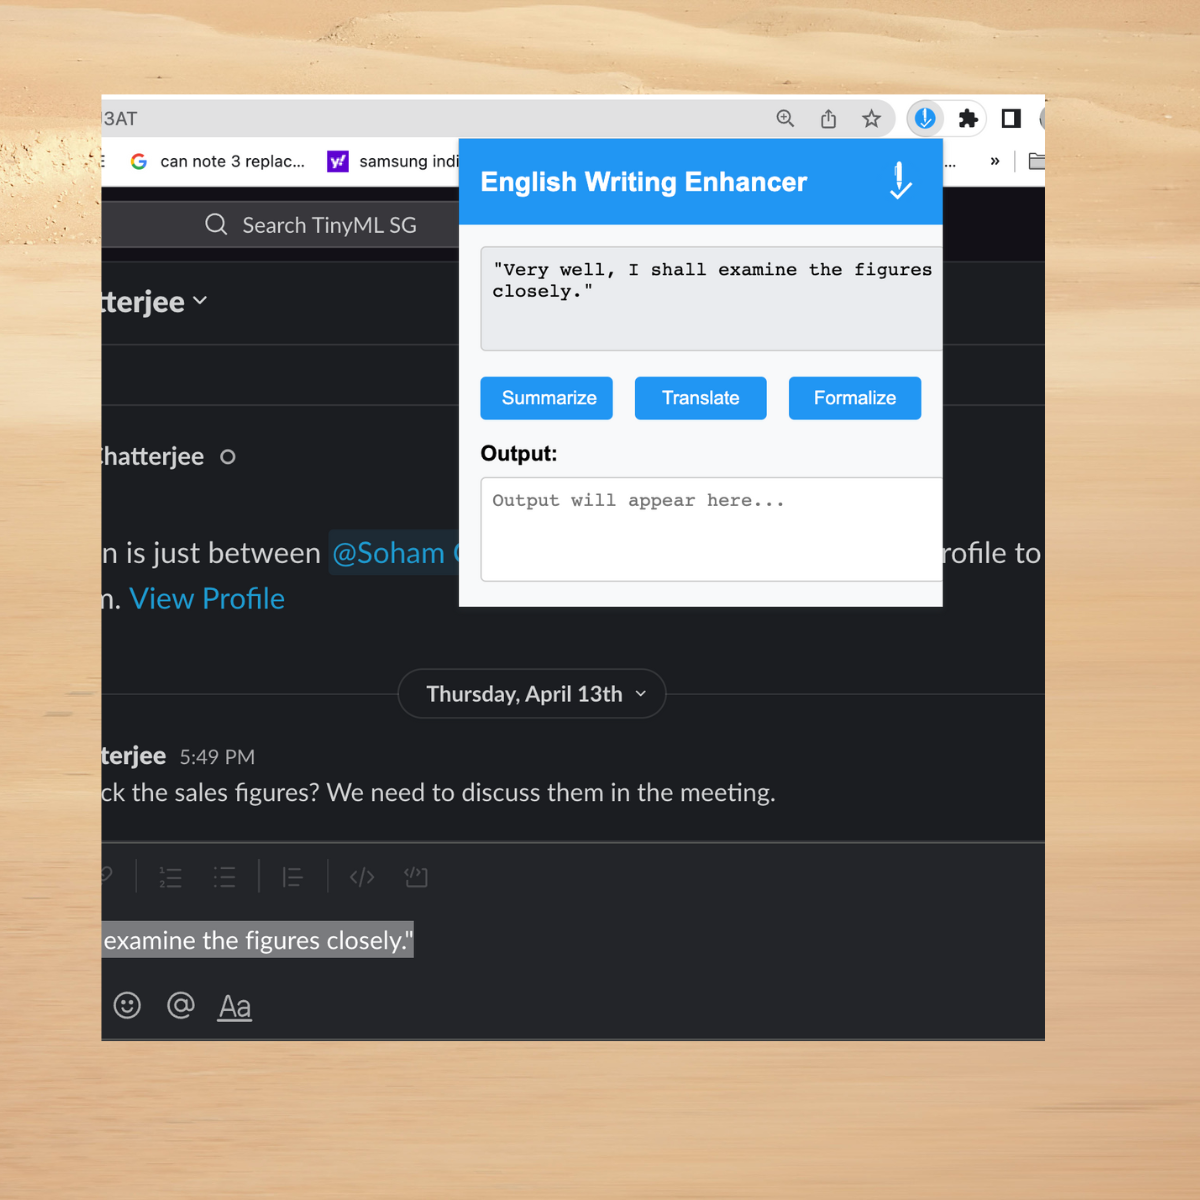 3AT
can note 3 replac...
samsung indi
...
»
English Writing Enhancer
Search TinyML SG
"Very well, I shall examine the figures
closely."
tterjee
Summarize
Translate
Formalize
hatterjee
Output:
Output will appear here...
n is just between @Soham
rofile to
View Profile
Thursday, April 13th
terjee 5:49 PM
ck the sales figures? We need to discuss them in the meeting.
examine the figures closely."
@
Aa